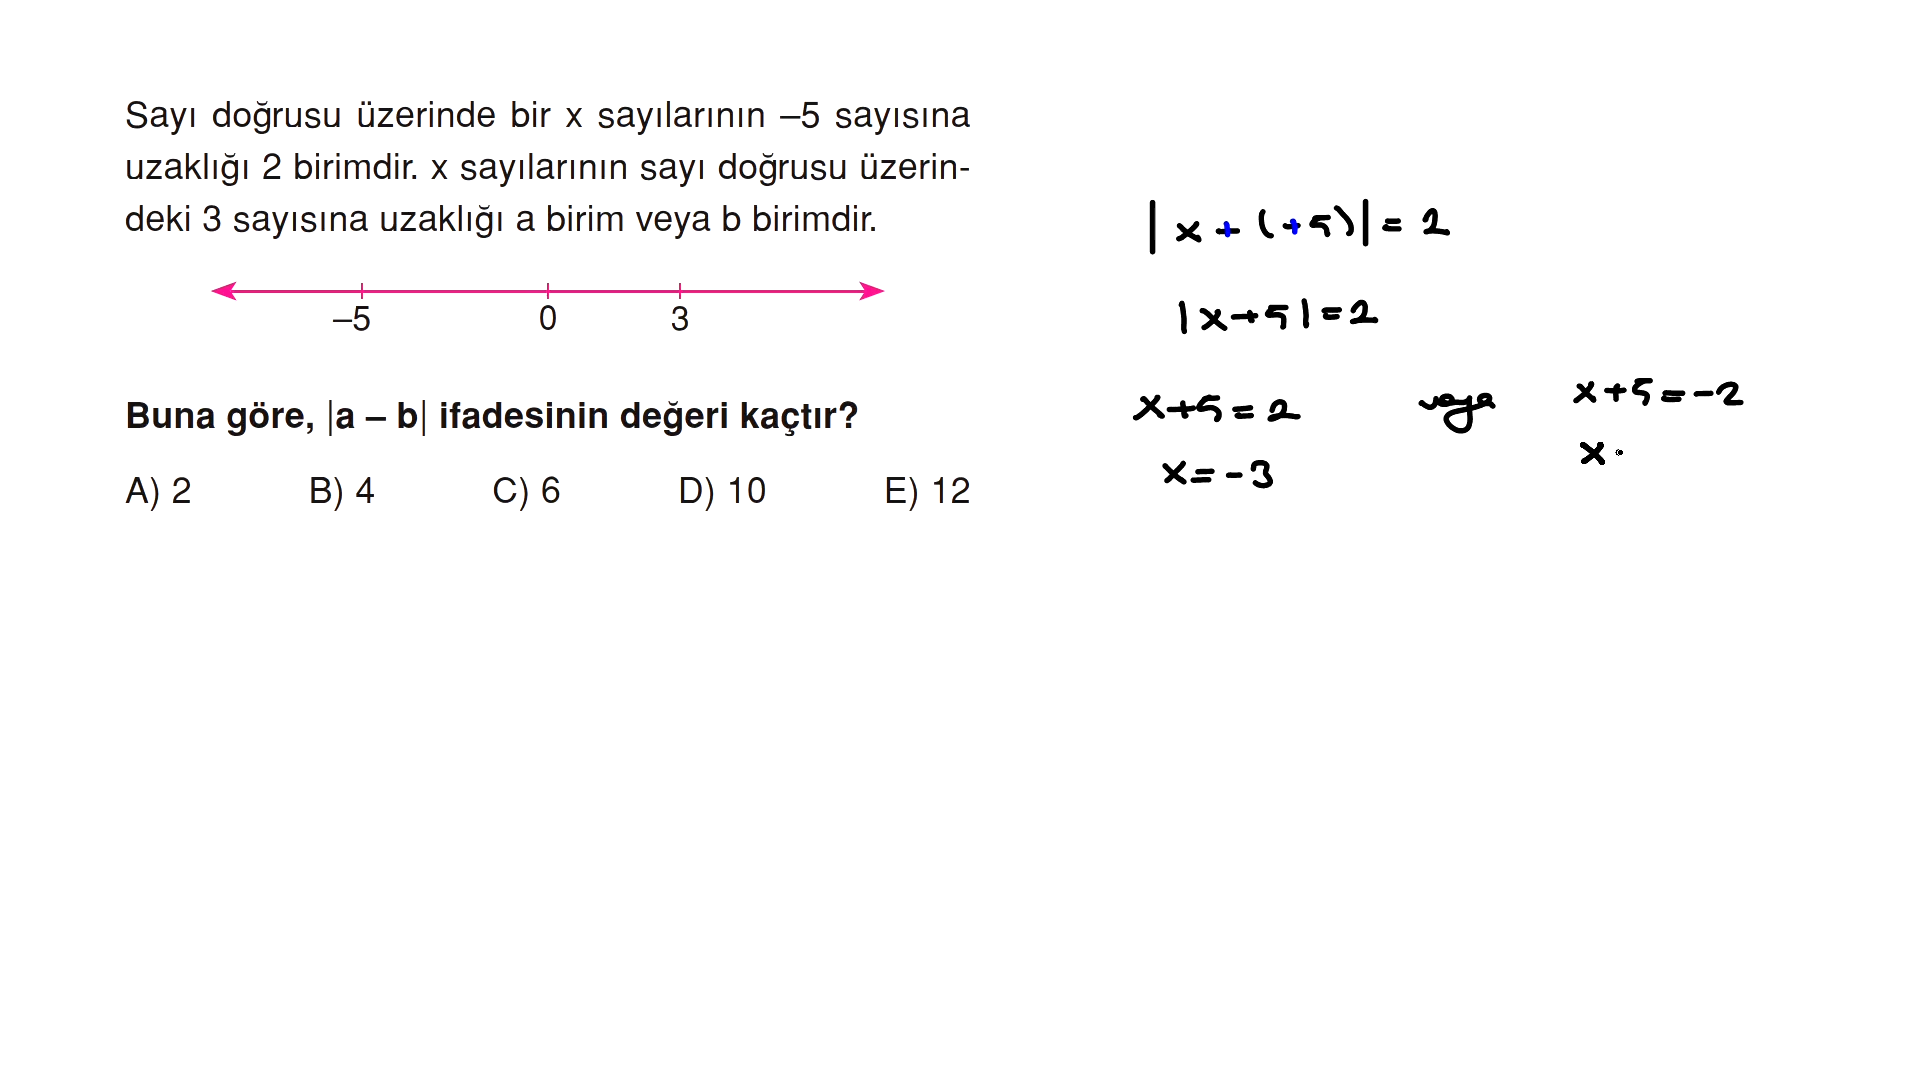 Sayı doğrusu üzerinde bir x sayılarının –5 sayısına
uzaklığı 2 birimdir. x sayılarının sayı doğrusu üzerin-
deki 3 sayısına uzaklığı a birim veya b birimdir.
–5 0 3
Buna göre, |a – b| ifadesinin değeri kaçtır?
A) 2 B) 4 C) 6 D) 10 E) 12
|x + (+5)| = 2
|x+5| = 2
x+5 = 2 veya x+5 = -2
x = -3 x